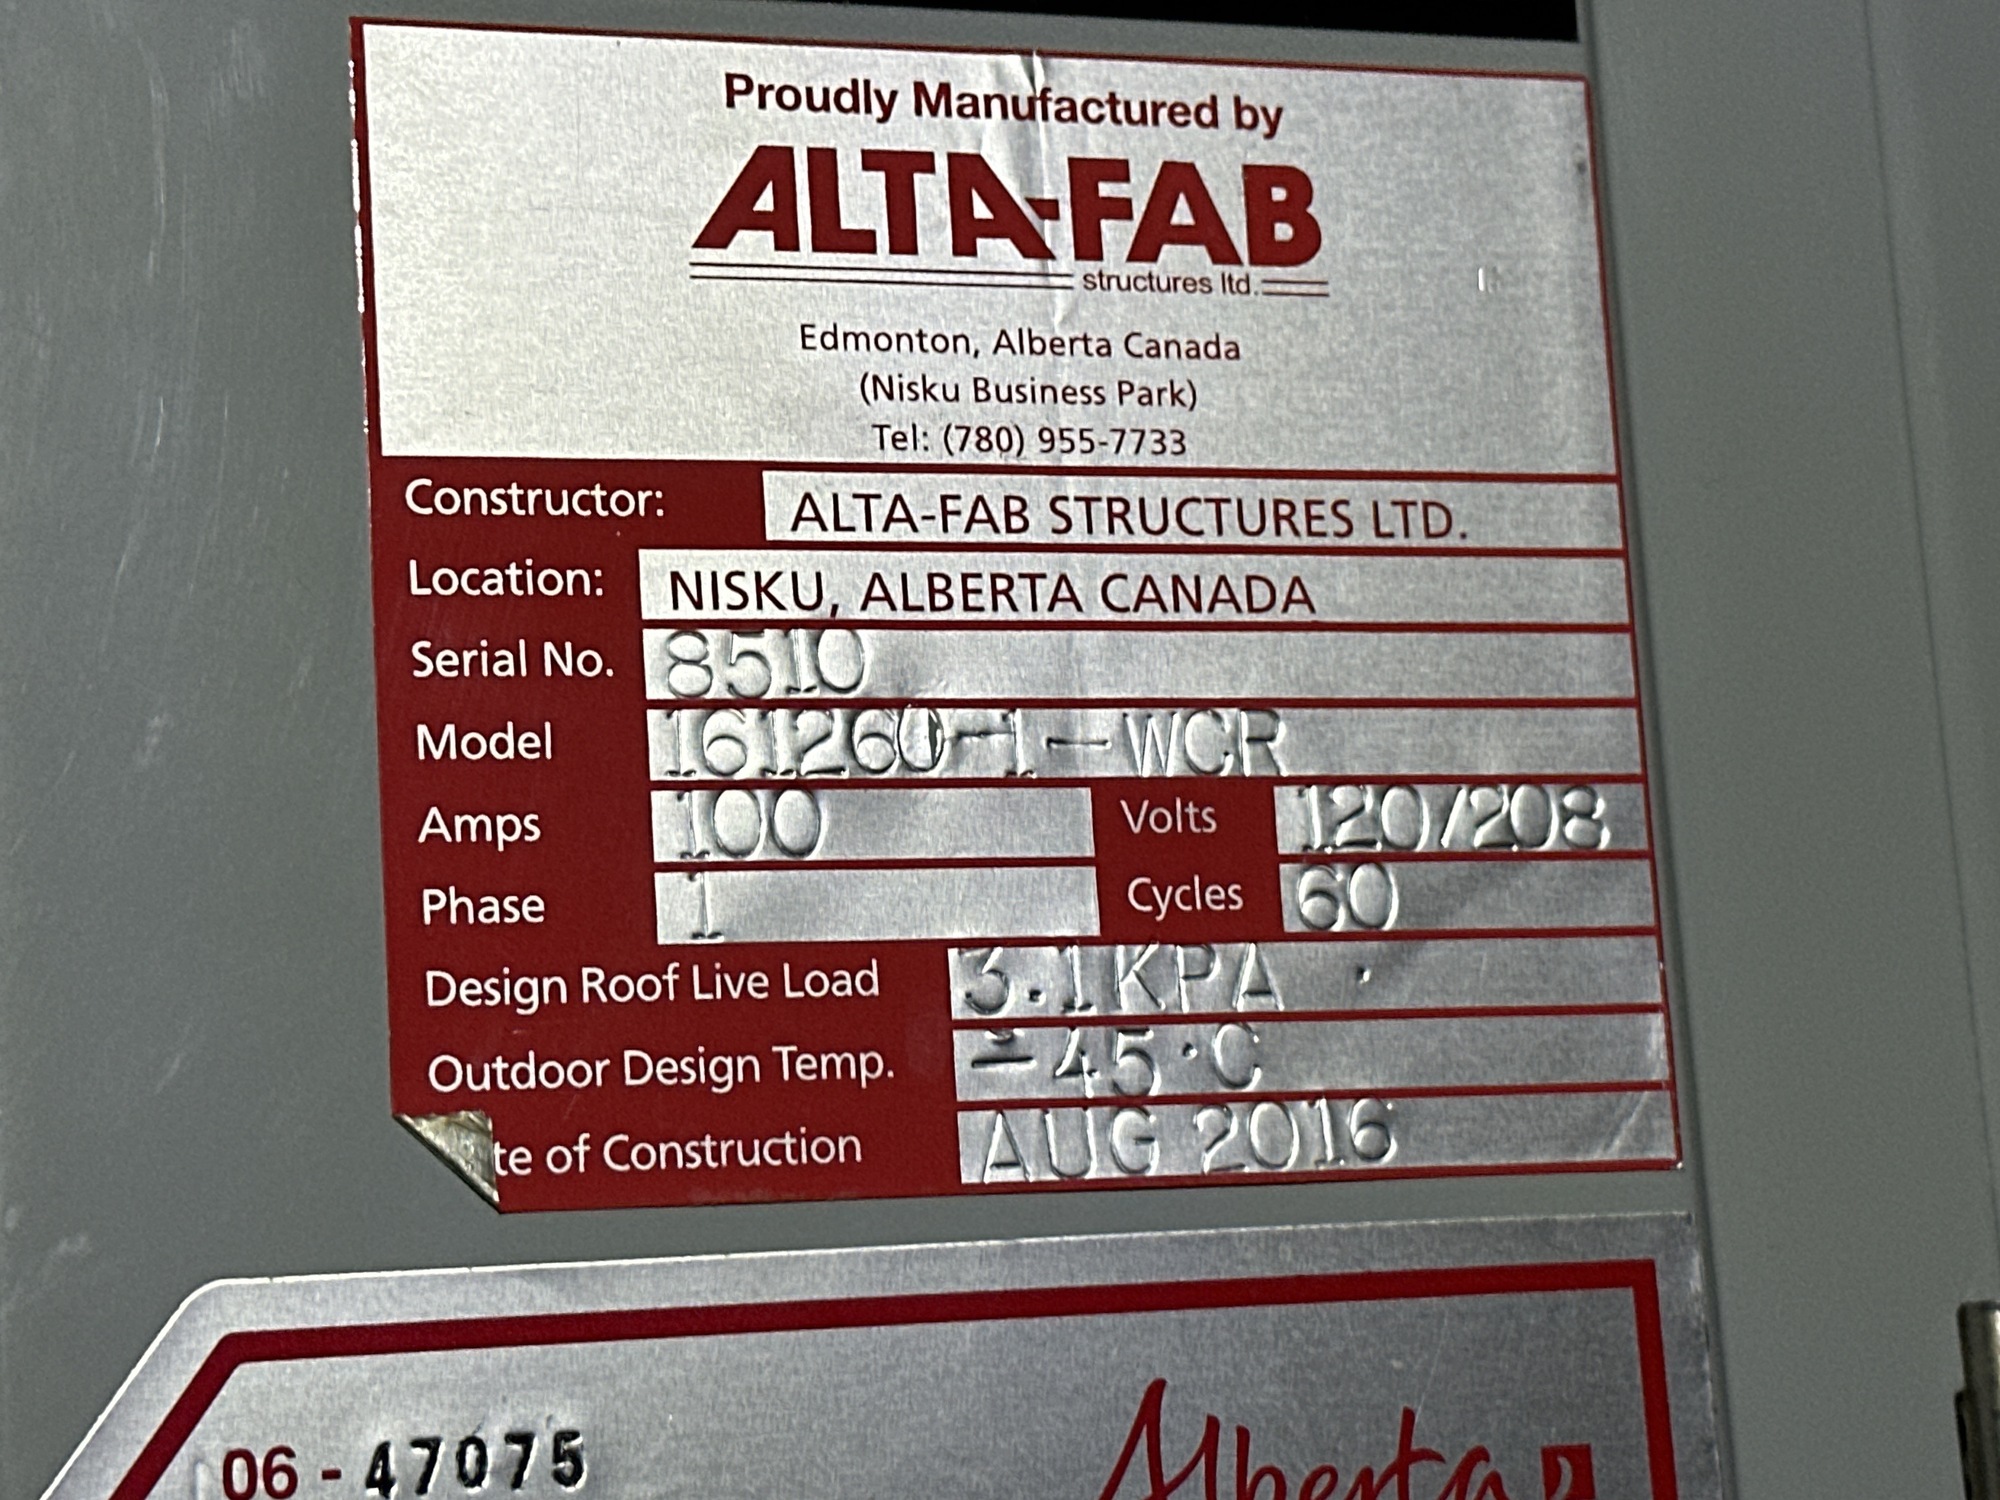 Proudly Manufactured by
ALTA-FAB
structures ltd.
Edmonton, Alberta Canada
(Nisku Business Park)
Tel: (780) 955-7733
Constructor: ALTA-FAB STRUCTURES LTD.
Location: NISKU, ALBERTA CANADA
Serial No. 8510
Model 161260-1-WCR
Amps 100 Volts 120/208
Phase 1 Cycles 60
Design Roof Live Load 3.1KPA
Outdoor Design Temp. -45°C
te of Construction AUG 2016
06 - 47075
Alberta